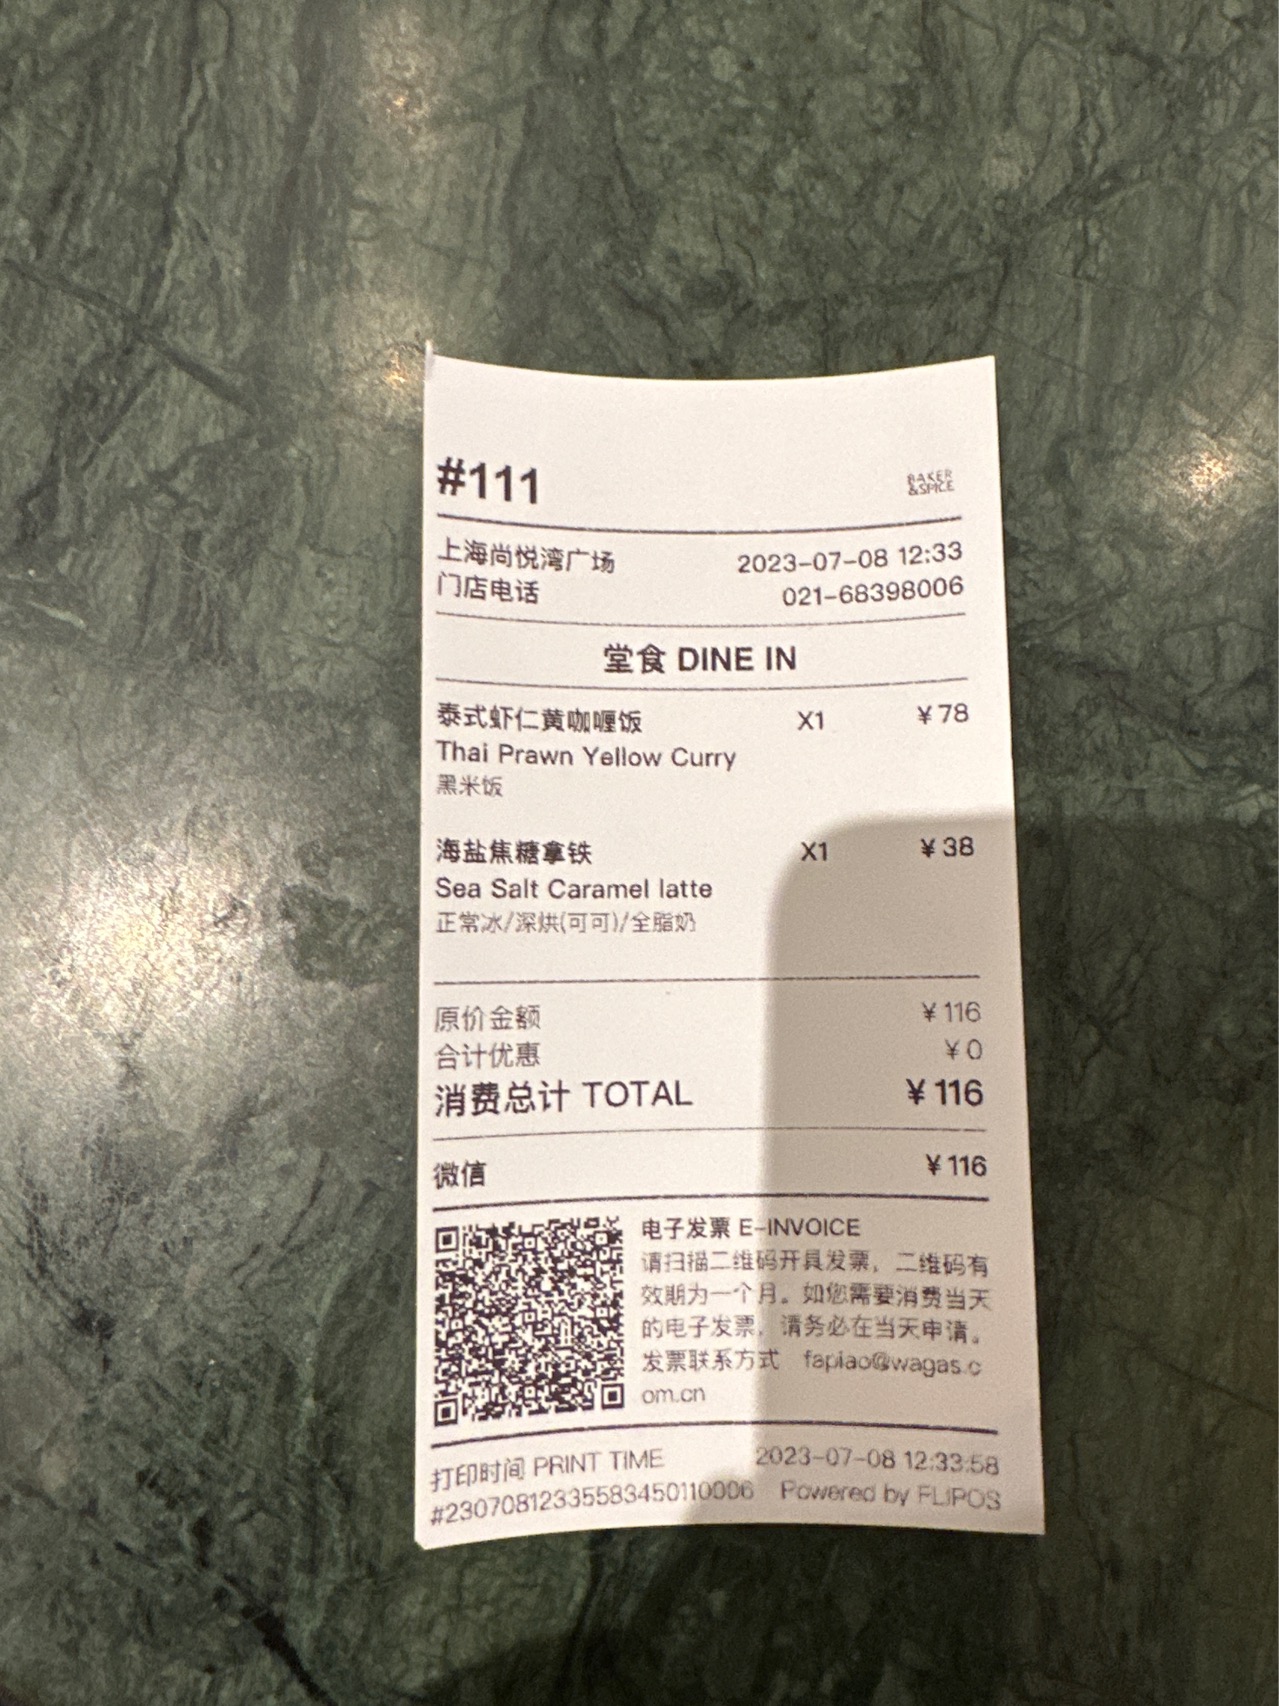 #111
BAKER
&SPICE
上海尚悦湾广场 2023-07-08 12:33
门店电话 021-68398006
堂食 DINE IN
泰式虾仁黄咖喱饭 X1 ¥78
Thai Prawn Yellow Curry
黑米饭
海盐焦糖拿铁 X1 ¥38
Sea Salt Caramel latte
正常冰/深烘(可可)/全脂奶
原价金额 ¥116
合计优惠 ¥0
消费总计 TOTAL ¥116
微信 ¥116
电子发票 E-INVOICE
请扫描二维码开具发票，二维码有
效期为一个月。如您需要消费当天
的电子发票，请务必在当天申请。
发票联系方式 fapiao@wagas.c
om.cn
打印时间 PRINT TIME 2023-07-08 12:33:58
#23070812335583450110006 Powered by FLIPOS